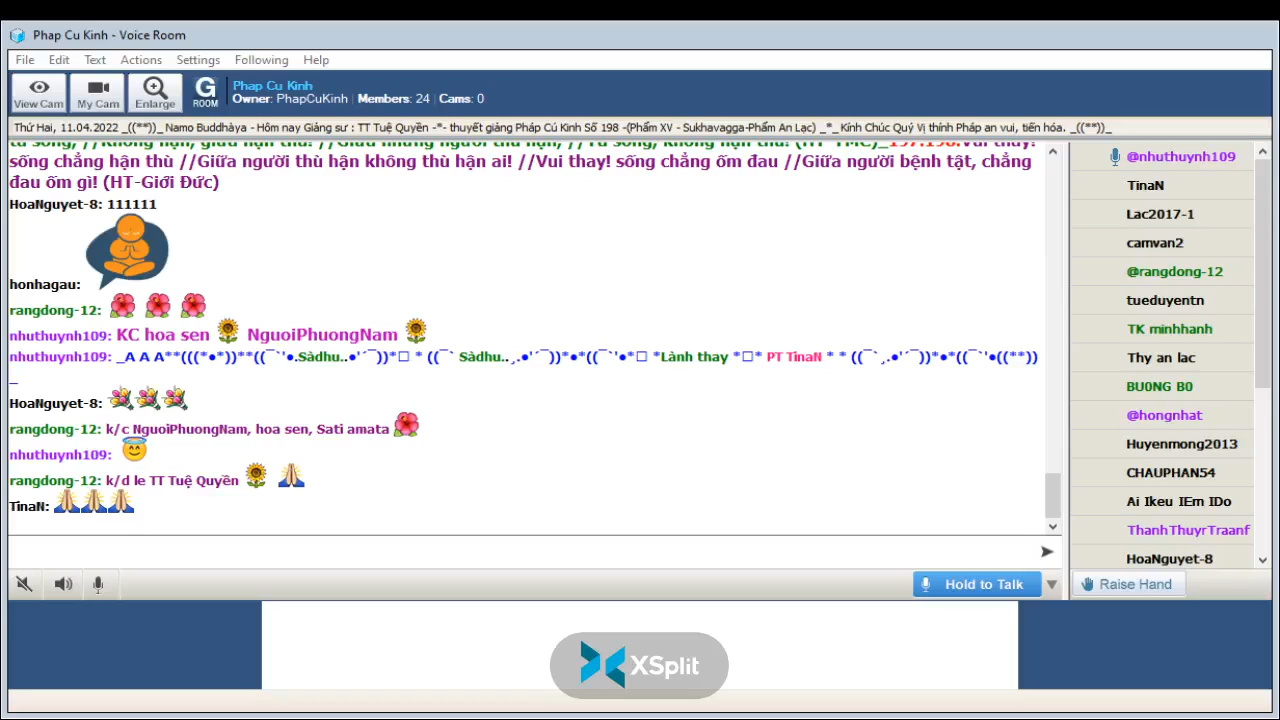 Phap Cu Kinh - Voice Room
File Edit Text Actions Settings Following Help
View Cam My Cam Enlarge G ROOM
Phap Cu Kinh
Owner: PhapCuKinh | Members: 24 | Cams: 0
Thứ Hai, 11.04.2022 _((**))_ Namo Buddhàya - Hôm nay Giảng sư : TT Tuệ Quyền -*- thuyết giảng Pháp Cú Kinh Số 198 -(Phẩm XV - Sukhavagga-Phẩm An Lạc) _*_ Kính Chúc Quý Vị thính Pháp an vui, tiến hóa. _((**))_
sống chẳng hận thù //Giữa người thù hận không thù hận ai! //Vui thay! sống chẳng ốm đau //Giữa người bệnh tật, chẳng
đau ốm gì! (HT-Giới Đức)
HoaNguyet-8: 111111
honhagau:
rangdong-12:
nhuthuynh109: KC hoa sen NguoiPhuongNam
nhuthuynh109: _A A A**(((*●*))**((¯`'●.Sàdhu..●'´¯))*□ * ((¯` Sàdhu..¸.●'´¯))*●*((¯`'●*□ *Lành thay *□* PT TinaN * * ((¯`¸.●'´¯))*●*((¯`'●((**))
_
HoaNguyet-8:
rangdong-12: k/c NguoiPhuongNam, hoa sen, Sati amata
nhuthuynh109:
rangdong-12: k/d le TT Tuệ Quyền
TinaN:
@nhuthuynh109
TinaN
Lac2017-1
camvan2
@rangdong-12
tueduyentn
TK minhhanh
Thy an lac
BU0NG B0
@hongnhat
Huyenmong2013
CHAUPHAN54
Ai Ikeu IEm IDo
ThanhThuyrTraanf
HoaNguyet-8
Hold to Talk
Raise Hand
XSplit